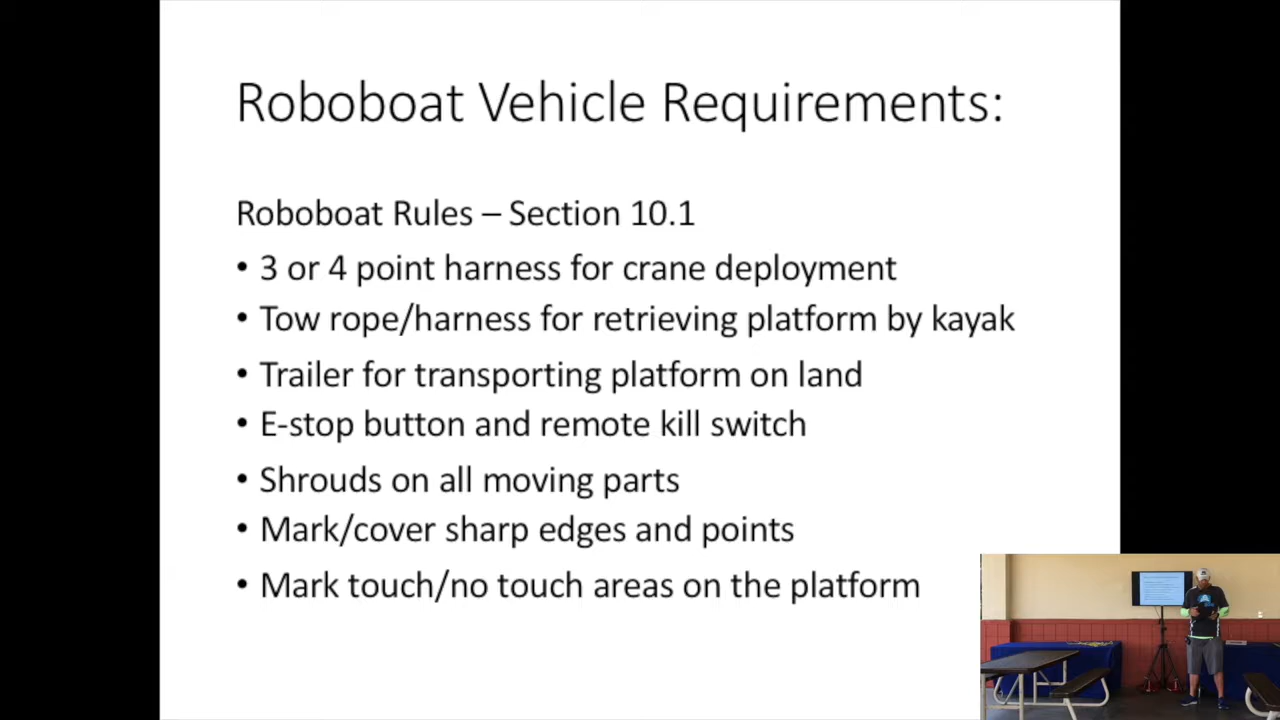 Roboboat Vehicle Requirements:
Roboboat Rules – Section 10.1
• 3 or 4 point harness for crane deployment
• Tow rope/harness for retrieving platform by kayak
• Trailer for transporting platform on land
• E-stop button and remote kill switch
• Shrouds on all moving parts
• Mark/cover sharp edges and points
• Mark touch/no touch areas on the platform